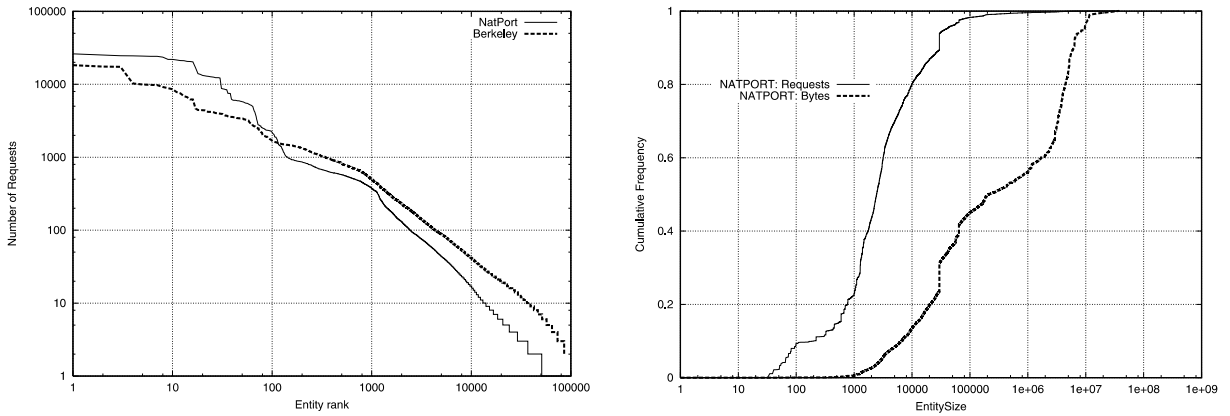 100000
10000
1000
100
10
1
Number of Requests
NatPort
Berkeley
1 10 100 1000 10000 100000
Entity rank
1
0.8
0.6
0.4
0.2
0
Cumulative Frequency
NATPORT: Requests
NATPORT: Bytes
1 10 100 1000 10000 100000 1e+06 1e+07 1e+08 1e+09
EntitySize